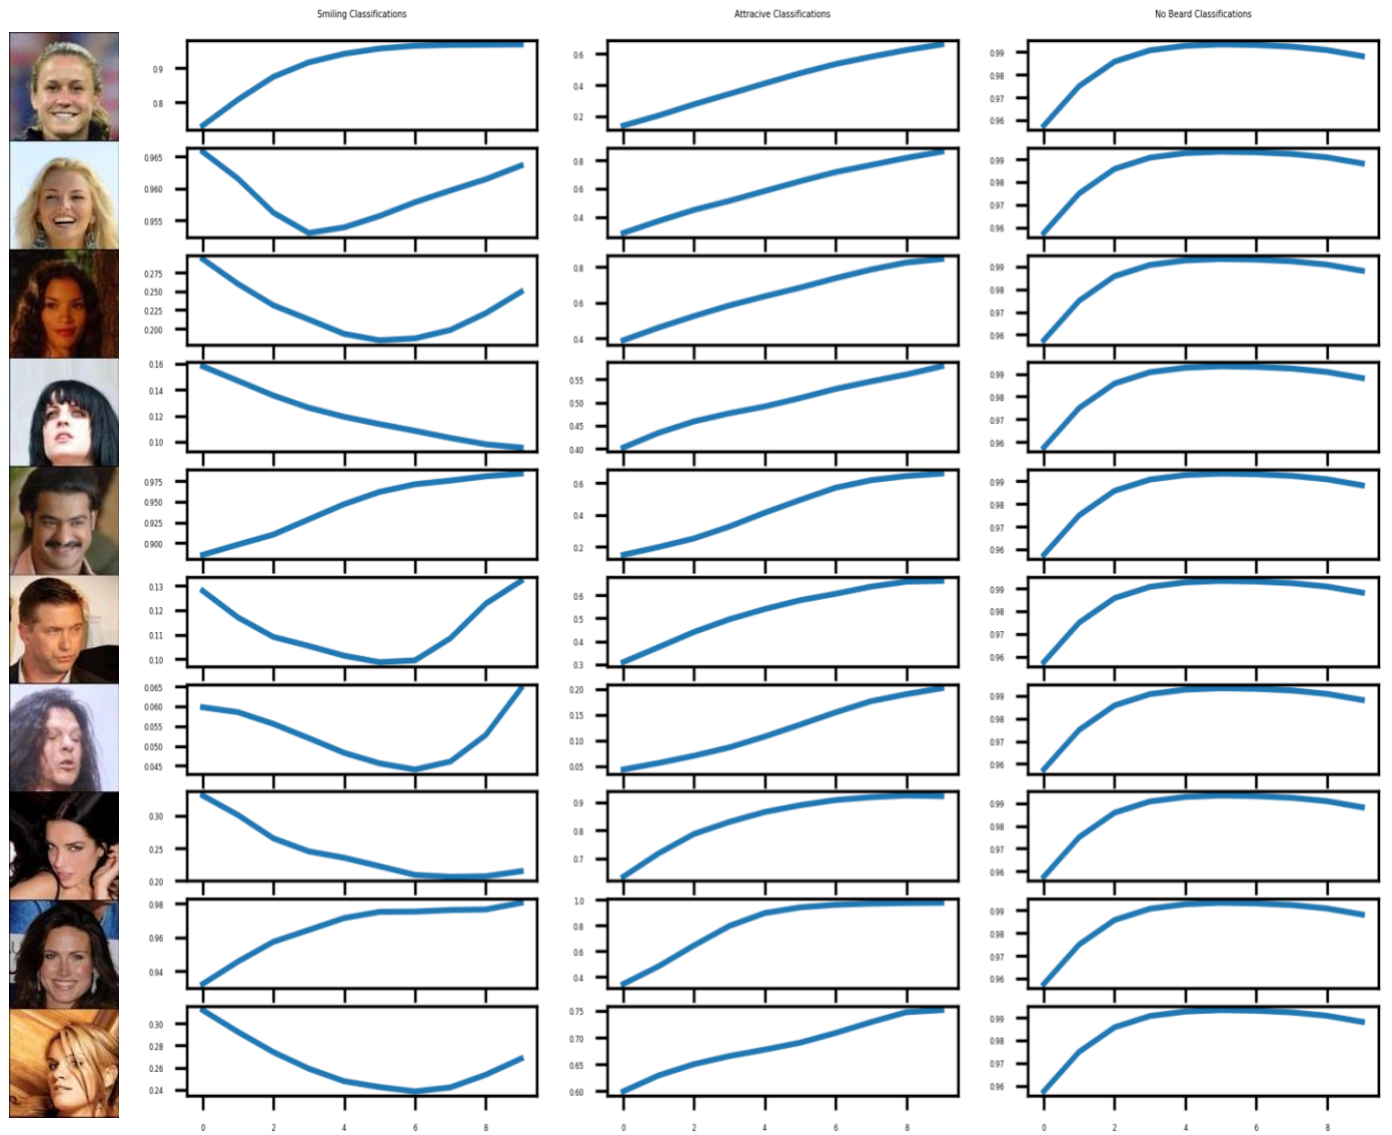 Smiling Classifications Attracive Classifications No Beard Classifications
0.9 0.6 0.99
0.8 0.4 0.98
0.2 0.97
0.96
0.965 0.8 0.99
0.960 0.6 0.98
0.955 0.4 0.97
0.96
0.275 0.8 0.99
0.250 0.6 0.98
0.225 0.4 0.97
0.200 0.96
0.16 0.55 0.99
0.14 0.50 0.98
0.12 0.45 0.97
0.10 0.40 0.96
0.975 0.6 0.99
0.950 0.4 0.98
0.925 0.2 0.97
0.900 0.96
0.13 0.6 0.99
0.12 0.5 0.98
0.11 0.4 0.97
0.10 0.3 0.96
0.065 0.20 0.99
0.060 0.15 0.98
0.055 0.10 0.97
0.050 0.05 0.96
0.045
0.30 0.9 0.99
0.25 0.8 0.98
0.20 0.7 0.97
0.96
0.98 1.0 0.99
0.96 0.8 0.98
0.94 0.6 0.97
0.4 0.96
0.30 0.75 0.99
0.28 0.70 0.98
0.26 0.65 0.97
0.24 0.60 0.96
0 2 4 6 8 0 2 4 6 8 0 2 4 6 8